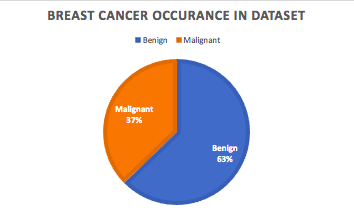 BREAST CANCER OCCURANCE IN DATASET
Benign Malignant
Malignant
37%
Benign
63%